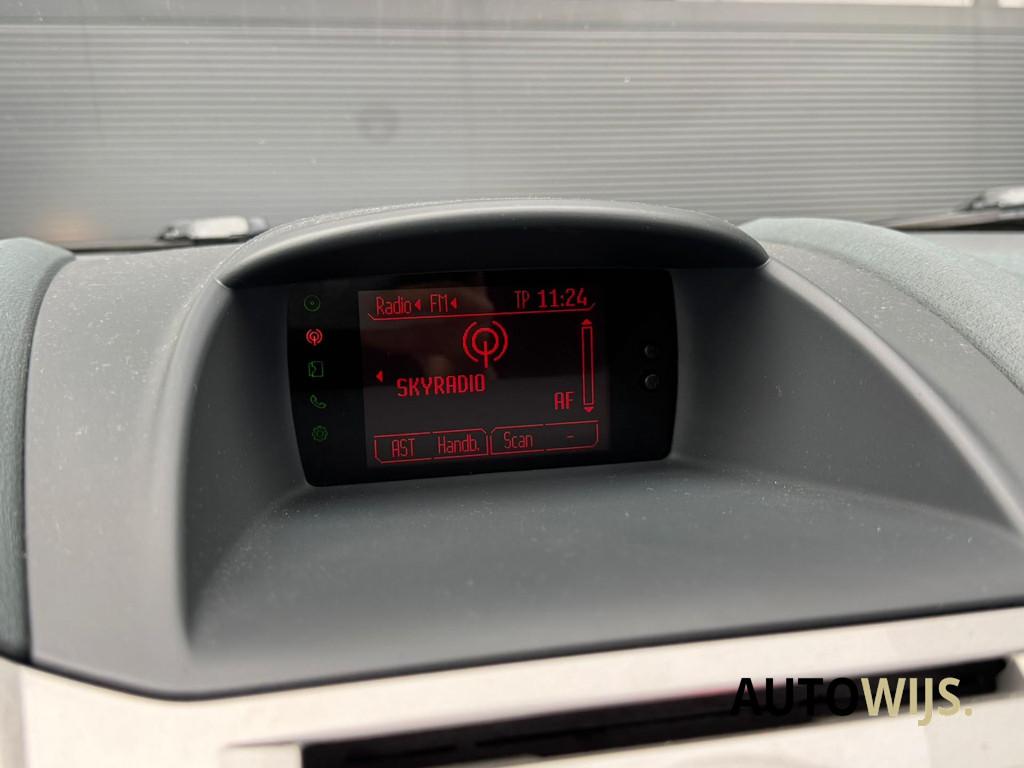 Radio FM TP 11:24
SKYRADIO
AF
AST Handb. Scan -
AUTOWIJS.